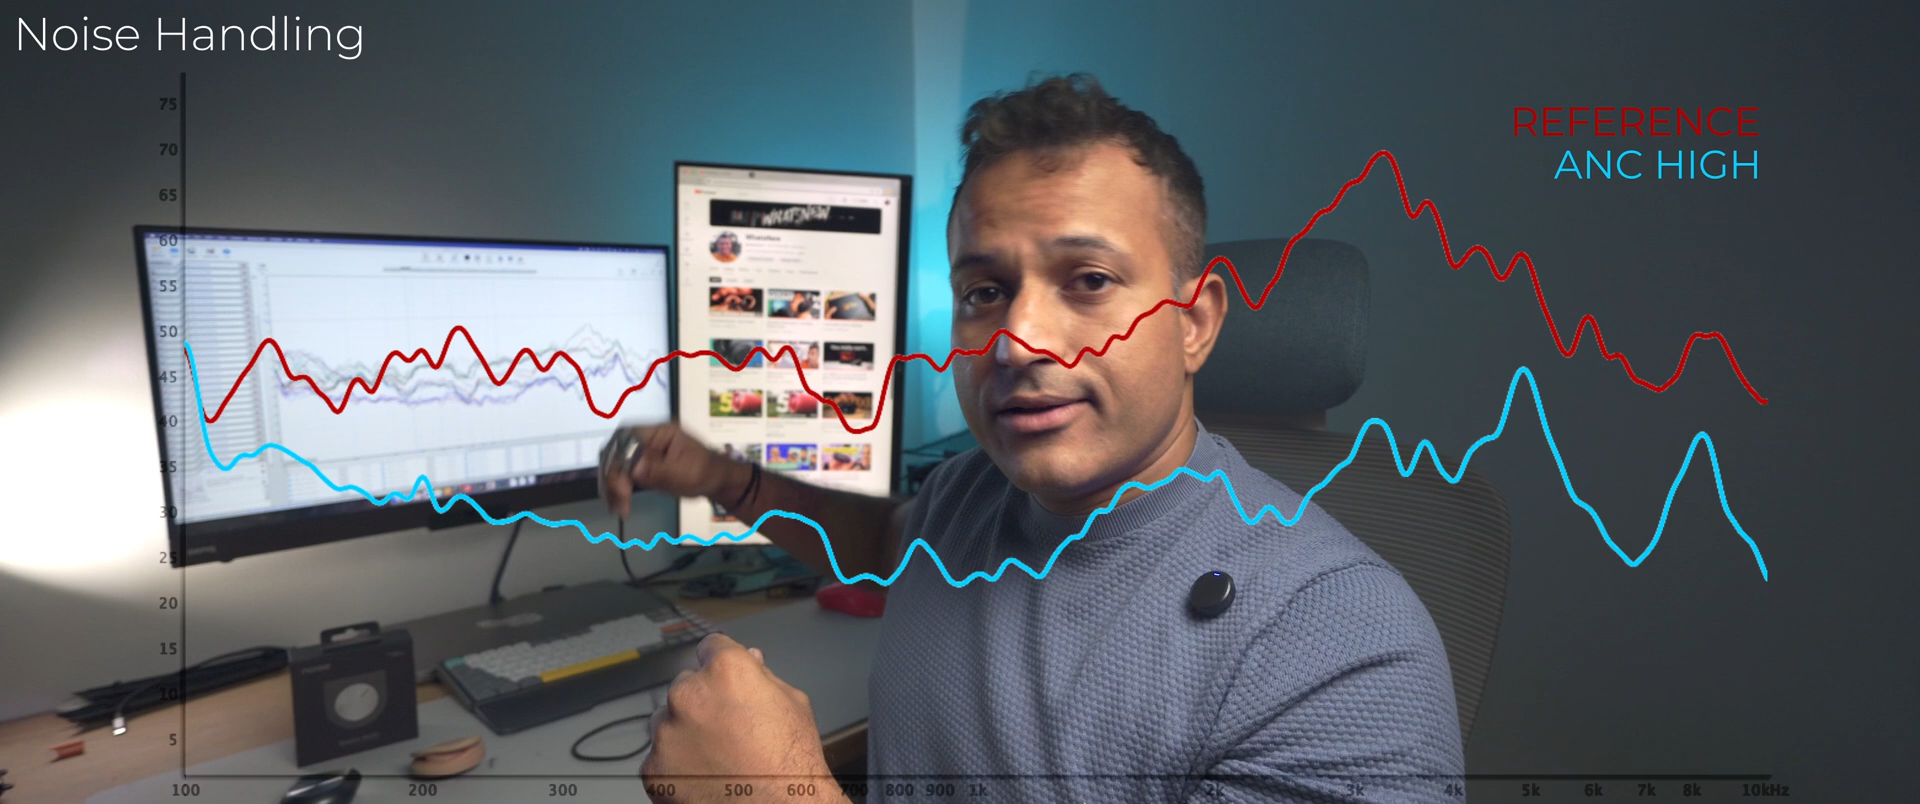 Noise Handling
REFERENCE
ANC HIGH
75
70
65
60
55
50
45
40
35
30
25
20
15
10
5
WHATSNEW
WhatsNew
100 200 300 400 500 600 700 800 900 1k 2k 3k 4k 5k 6k 7k 8k 10kHz